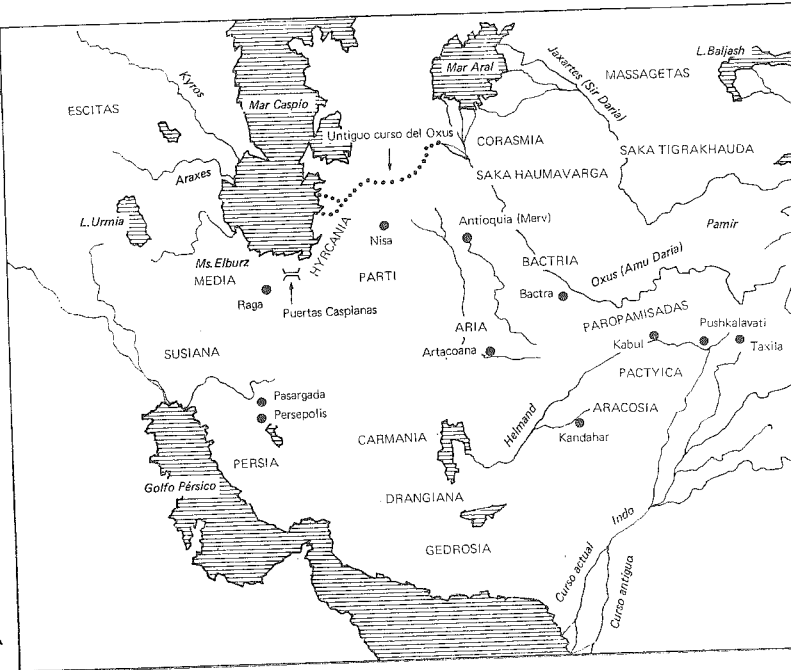 L. Baljash
Mar Aral
Jaxartes (Sir Daria)
MASSAGETAS
Kyros
Mar Caspio
ESCITAS
Untiguo curso del Oxus
CORASMIA
SAKA TIGRAKHAUDA
SAKA HAUMAVARGA
Araxes
L. Urmia
Antioquia (Merv)
Pamir
Nisa
HYRCANIA
Ms. Elburz
MEDIA
PARTI
BACTRIA
Oxus (Amu Daria)
Raga
Puertas Casplanas
Bactra
PAROPAMISADAS
Pushkalavati
ARIA
Kabul
Taxila
SUSIANA
Artacoana
PACTYICA
Pasargada
Persepolis
ARACOSIA
Helmand
Kandahar
CARMANIA
PERSIA
Golfo Pérsico
DRANGIANA
Indo
GEDROSIA
Curso actual
Curso antigua